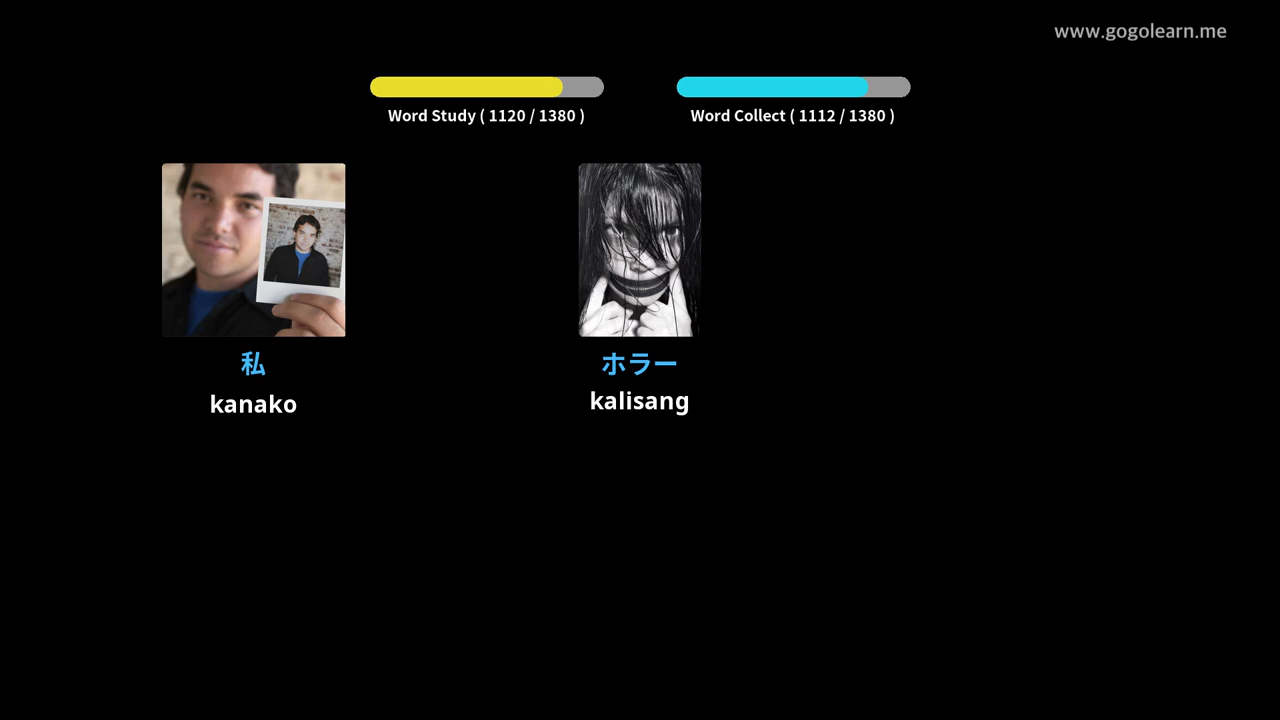 www.gogolearn.me
Word Study ( 1120 / 1380 )
Word Collect ( 1112 / 1380 )
私
kanako
ホラー
kalisang